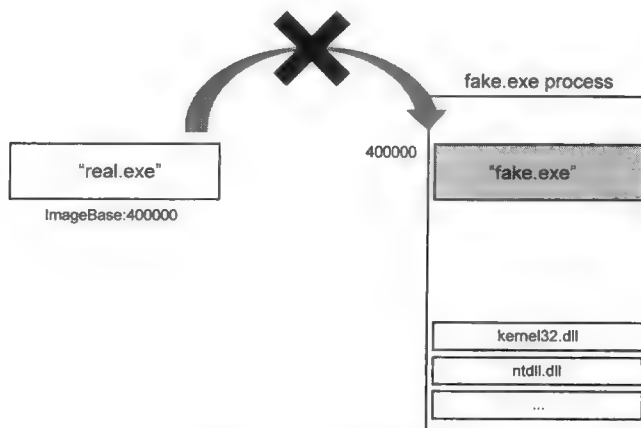 fake.exe process
400000
"real.exe"
"fake.exe"
ImageBase:400000
kernel32.dll
ntdll.dll
...